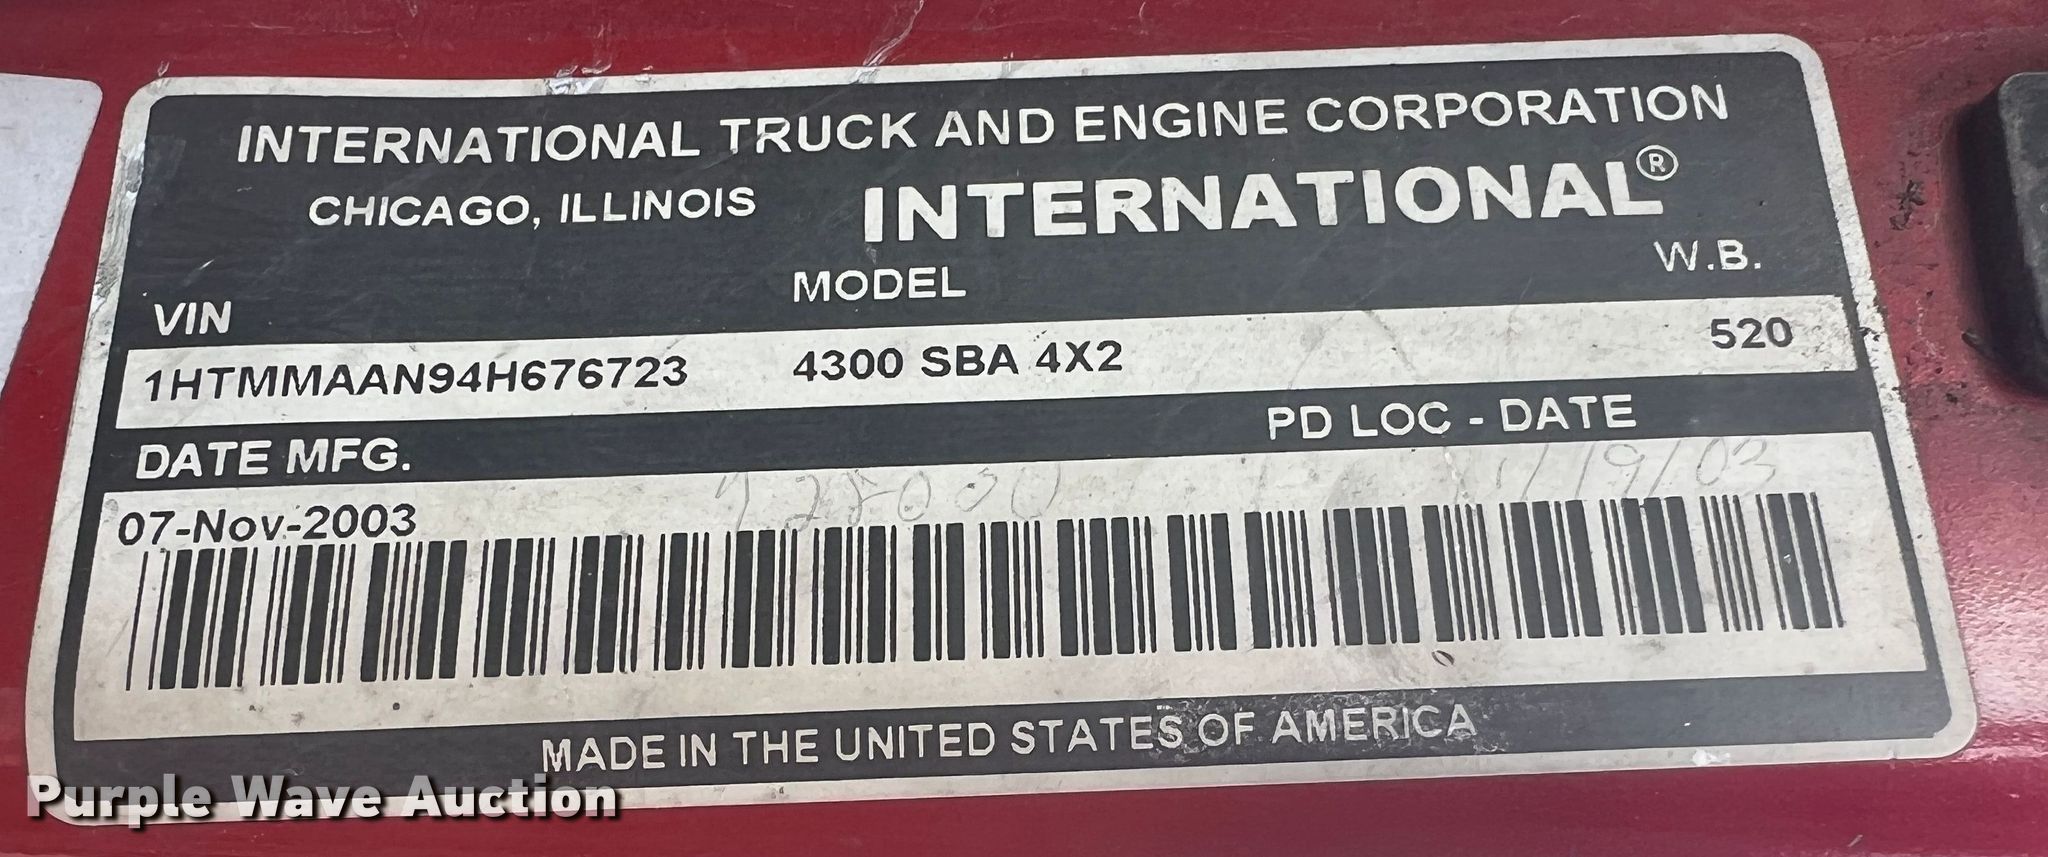 INTERNATIONAL TRUCK AND ENGINE CORPORATION
CHICAGO, ILLINOIS INTERNATIONAL®
VIN MODEL W.B.
1HTMMAAN94H676723 4300 SBA 4X2 520
DATE MFG. PD LOC - DATE
07-Nov-2003
MADE IN THE UNITED STATES OF AMERICA
Purple Wave Auction